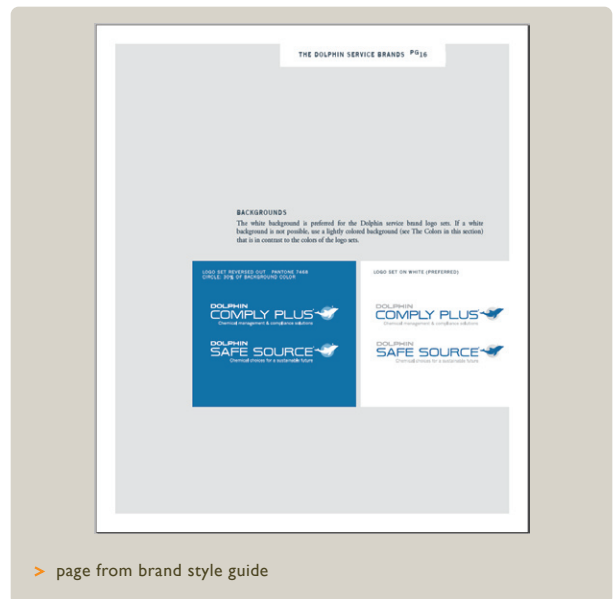 THE DOLPHIN SERVICE BRANDS PG16
BACKGROUNDS
The white background is preferred for the Dolphin service brand logo sets. If a white
background is not possible, use a lightly colored background (see The Colors in this section)
that is in contrast to the colors of the logo sets.
LOGO SET REVERSED OUT PANTONE 7468
CIRCLE: 30% OF BACKGROUND COLOR
DOLPHIN
COMPLY PLUS
Chemical management & compliance solutions
DOLPHIN
SAFE SOURCE
Chemical choices for a sustainable future
LOGO SET ON WHITE (PREFERRED)
DOLPHIN
COMPLY PLUS
Chemical management & compliance solutions
DOLPHIN
SAFE SOURCE
Chemical choices for a sustainable future
> page from brand style guide